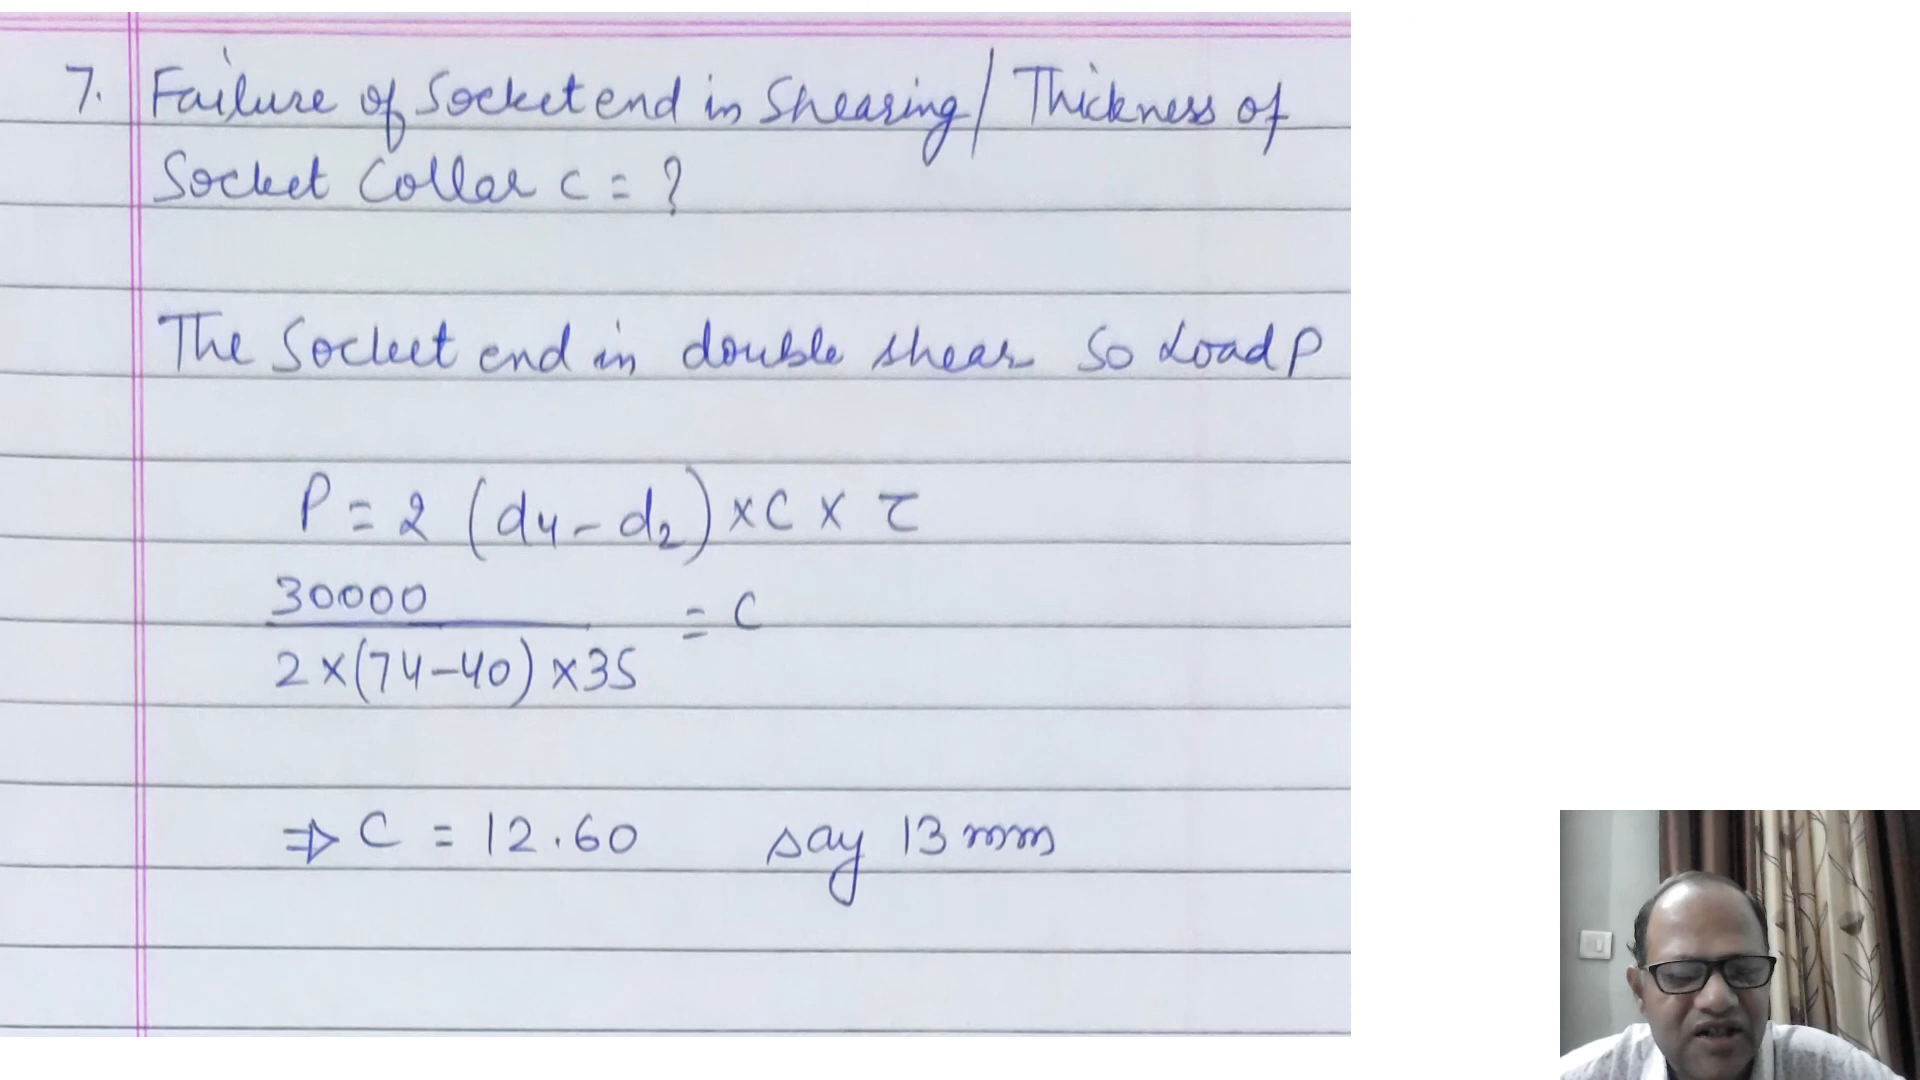 7. Failure of Socket end in Shearing / Thickness of
Socket Collar c = ?
The Socket end in double shear So Load P
P = 2 (d4 - d2) × C × τ
30000
2×(74-40)×35
= C
⇒ C = 12.60 say 13 mm